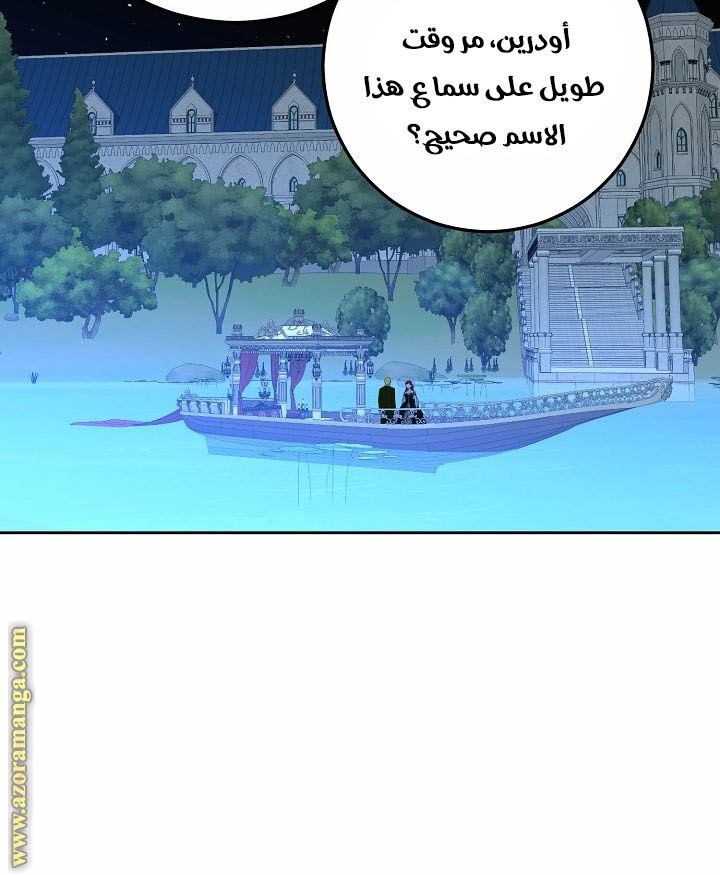 أودرين، مر وقت
طويل على سماع هذا
الاسم صحيح؟
www.azoramanga.com